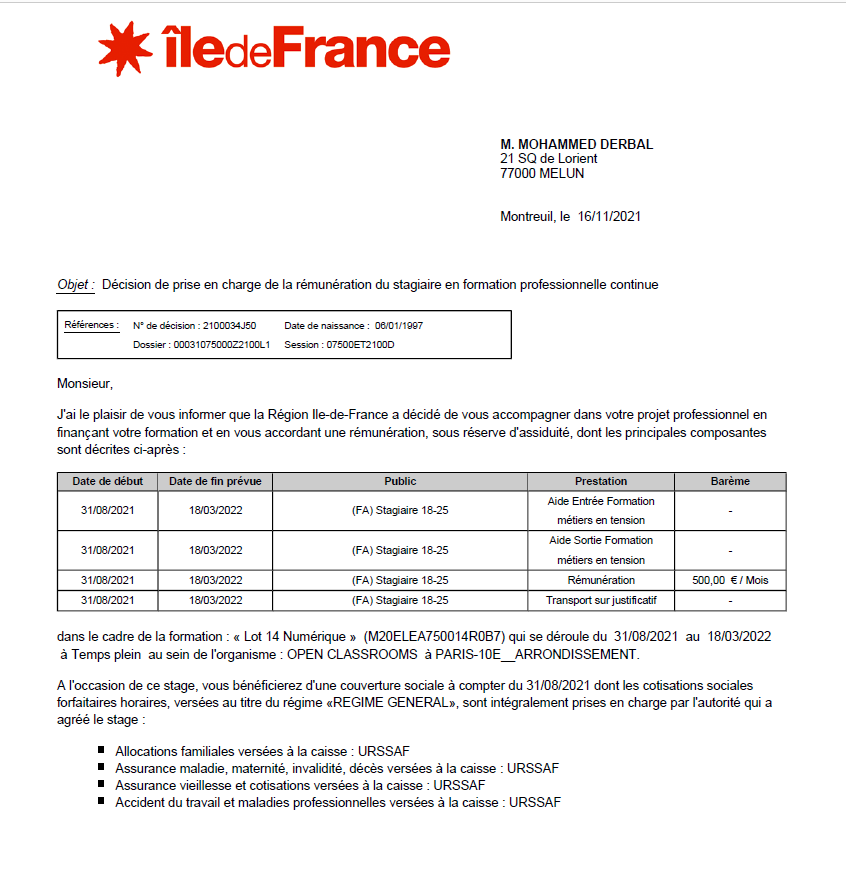 îledeFrance
M. MOHAMMED DERBAL
21 SQ de Lorient
77000 MELUN
Montreuil, le 16/11/2021
Objet : Décision de prise en charge de la rémunération du stagiaire en formation professionnelle continue
Références : N° de décision : 2100034J50 Date de naissance : 06/01/1997
Dossier : 00031075000Z2100L1 Session : 07500ET2100D
Monsieur,
J'ai le plaisir de vous informer que la Région Ile-de-France a décidé de vous accompagner dans votre projet professionnel en
finançant votre formation et en vous accordant une rémunération, sous réserve d'assiduité, dont les principales composantes
sont décrites ci-après :
Date de début Date de fin prévue Public Prestation Barème
31/08/2021 18/03/2022 (FA) Stagiaire 18-25 Aide Entrée Formation métiers en tension -
31/08/2021 18/03/2022 (FA) Stagiaire 18-25 Aide Sortie Formation métiers en tension -
31/08/2021 18/03/2022 (FA) Stagiaire 18-25 Rémunération 500,00 € / Mois
31/08/2021 18/03/2022 (FA) Stagiaire 18-25 Transport sur justificatif -
dans le cadre de la formation : « Lot 14 Numérique » (M20ELEA750014R0B7) qui se déroule du 31/08/2021 au 18/03/2022
à Temps plein au sein de l'organisme : OPEN CLASSROOMS à PARIS-10E__ARRONDISSEMENT.
A l'occasion de ce stage, vous bénéficierez d'une couverture sociale à compter du 31/08/2021 dont les cotisations sociales
forfaitaires horaires, versées au titre du régime «REGIME GENERAL», sont intégralement prises en charge par l'autorité qui a
agréé le stage :
■ Allocations familiales versées à la caisse : URSSAF
■ Assurance maladie, maternité, invalidité, décès versées à la caisse : URSSAF
■ Assurance vieillesse et cotisations versées à la caisse : URSSAF
■ Accident du travail et maladies professionnelles versées à la caisse : URSSAF